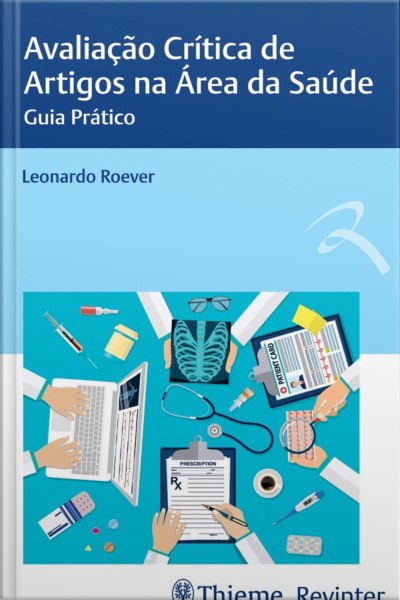 Avaliação Crítica de
Artigos na Área da Saúde
Guia Prático
Leonardo Roever
PATIENT CARD
PRESCRIPTION
RX
Thieme Revinter